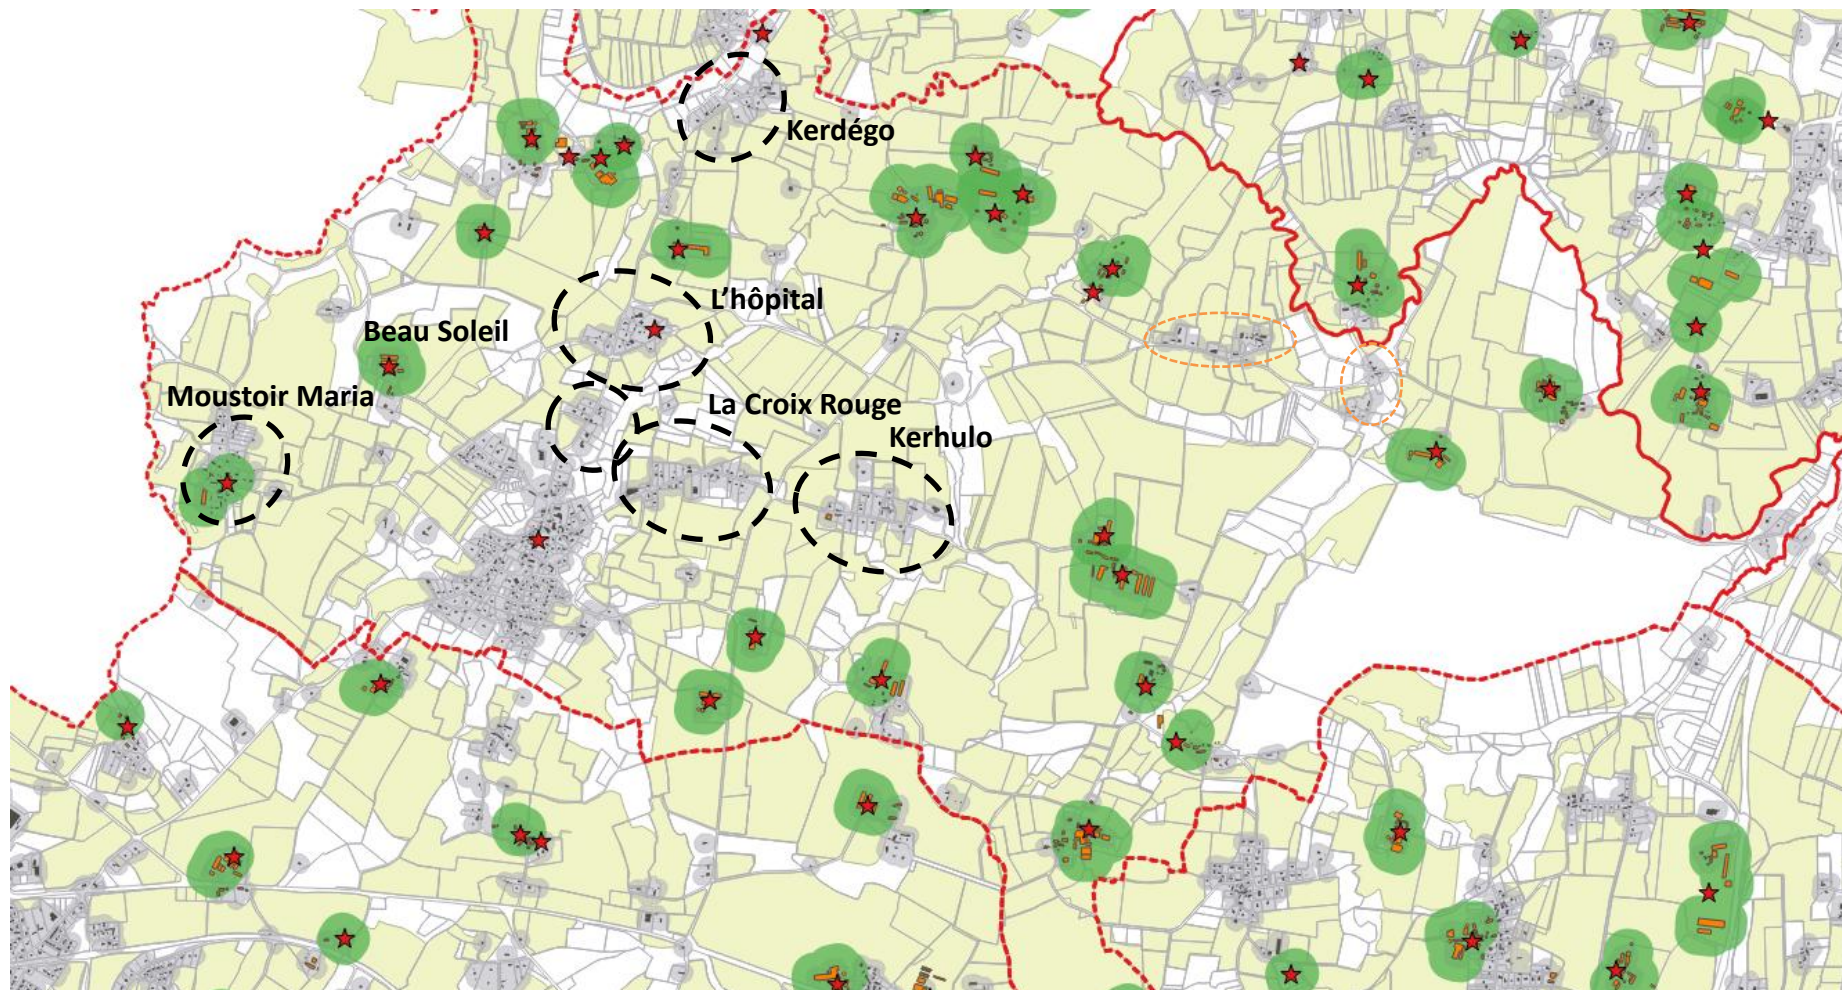 Kerdégo
L'hôpital
Beau Soleil
Moustoir Maria
La Croix Rouge
Kerhulo